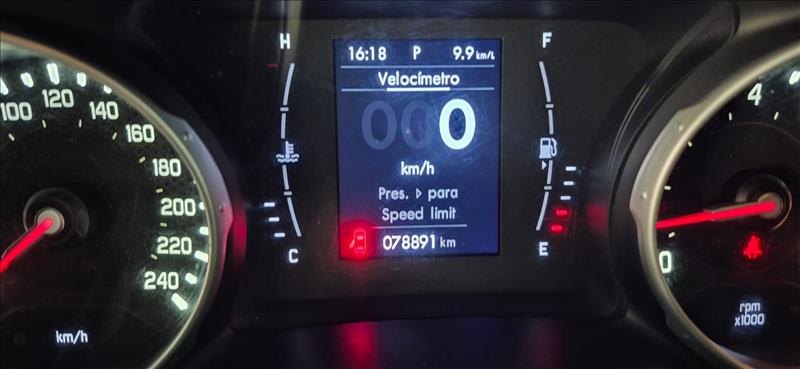 100 120 140 160 180 200 220 240
km/h
H
C
16:18 P 9.9 km/L
Velocímetro
000
km/h
Pres. ▷ para
Speed limit
078891 km
F
E
4
0
rpm
x1000